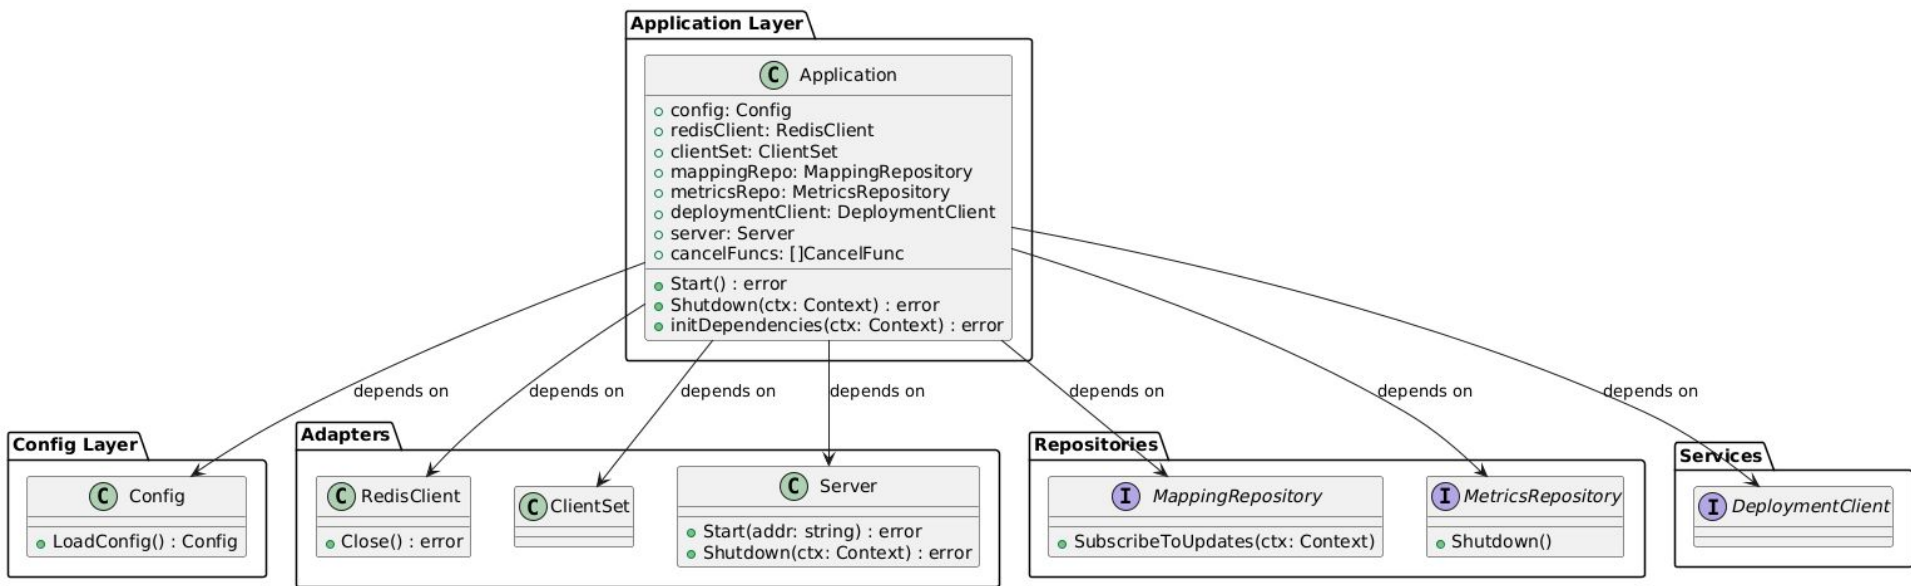 Application Layer
C Application
config: Config
redisClient: RedisClient
clientSet: ClientSet
mappingRepo: MappingRepository
metricsRepo: MetricsRepository
deploymentClient: DeploymentClient
server: Server
cancelFuncs: []CancelFunc
Start() : error
Shutdown(ctx: Context) : error
initDependencies(ctx: Context) : error
depends on
depends on
depends on
depends on
depends on
depends on
depends on
Config Layer
C Config
LoadConfig() : Config
Adapters
C RedisClient
Close() : error
C ClientSet
C Server
Start(addr: string) : error
Shutdown(ctx: Context) : error
Repositories
I MappingRepository
SubscribeToUpdates(ctx: Context)
I MetricsRepository
Shutdown()
Services
I DeploymentClient